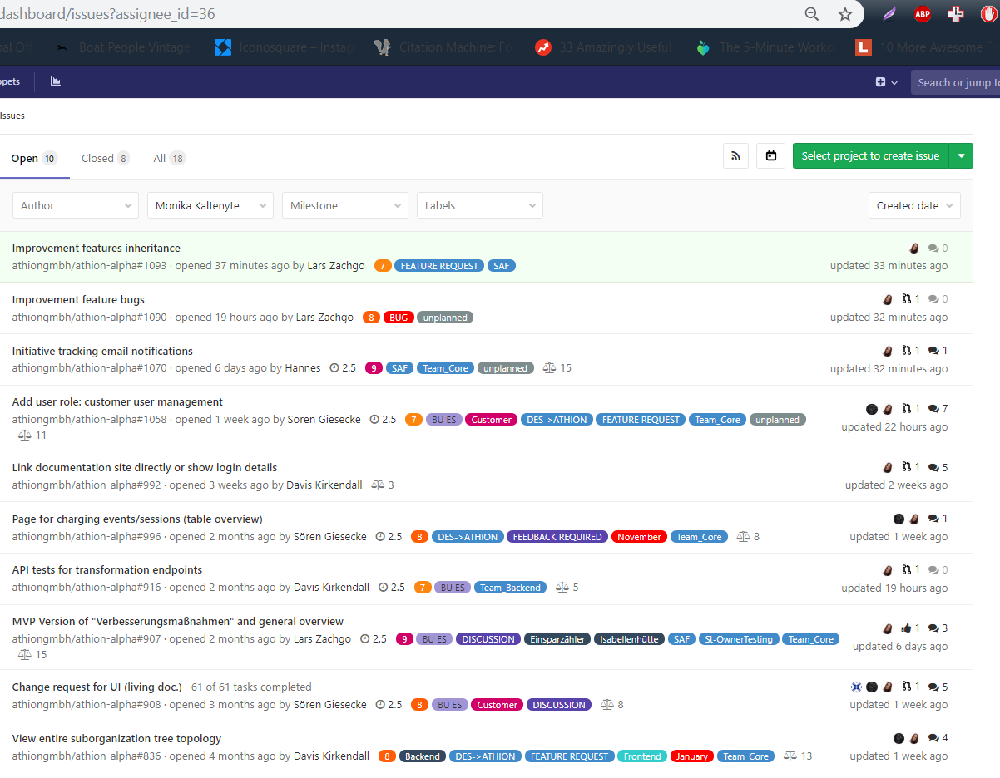 dashboard/issues?assignee_id=36
ABP
Boat People Vintage
Iconosquare – Instag
Citation Machine: Fo
33 Amazingly Useful
The 5-Minute Worko
L 10 More Awesome F
ppets
Search or jump to
Issues
Open 10 Closed 8 All 18
Select project to create issue
Author Monika Kaltenyte Milestone Labels Created date
Improvement features inheritance 0
athiongmbh/athion-alpha#1093 · opened 37 minutes ago by Lars Zachgo 7 FEATURE REQUEST SAF updated 33 minutes ago
Improvement feature bugs 1 0
athiongmbh/athion-alpha#1090 · opened 19 hours ago by Lars Zachgo 8 BUG unplanned updated 32 minutes ago
Initiative tracking email notifications 1 1
athiongmbh/athion-alpha#1070 · opened 6 days ago by Hannes 2.5 9 SAF Team_Core unplanned 15 updated 32 minutes ago
Add user role: customer user management 1 7
athiongmbh/athion-alpha#1058 · opened 1 week ago by Sören Giesecke 2.5 7 BU ES Customer DES->ATHION FEATURE REQUEST Team_Core unplanned updated 22 hours ago
11
Link documentation site directly or show login details 1 5
athiongmbh/athion-alpha#992 · opened 3 weeks ago by Davis Kirkendall 3 updated 2 weeks ago
Page for charging events/sessions (table overview) 1
athiongmbh/athion-alpha#996 · opened 2 months ago by Sören Giesecke 2.5 8 DES->ATHION FEEDBACK REQUIRED November Team_Core 8 updated 1 week ago
API tests for transformation endpoints 1 0
athiongmbh/athion-alpha#916 · opened 2 months ago by Davis Kirkendall 2.5 7 BU ES Team_Backend 5 updated 19 hours ago
MVP Version of "Verbesserungsmaßnahmen" and general overview 1 3
athiongmbh/athion-alpha#907 · opened 2 months ago by Lars Zachgo 2.5 9 BU ES DISCUSSION Einsparzähler Isabellenhütte SAF St-OwnerTesting Team_Core updated 6 days ago
15
Change request for UI (living doc.) 61 of 61 tasks completed 1 5
athiongmbh/athion-alpha#908 · opened 3 months ago by Sören Giesecke 2.5 8 BU ES Customer DISCUSSION 8 updated 1 week ago
View entire suborganization tree topology 4
athiongmbh/athion-alpha#836 · opened 4 months ago by Davis Kirkendall 8 Backend DES->ATHION FEATURE REQUEST Frontend January Team_Core 13 updated 1 week ago